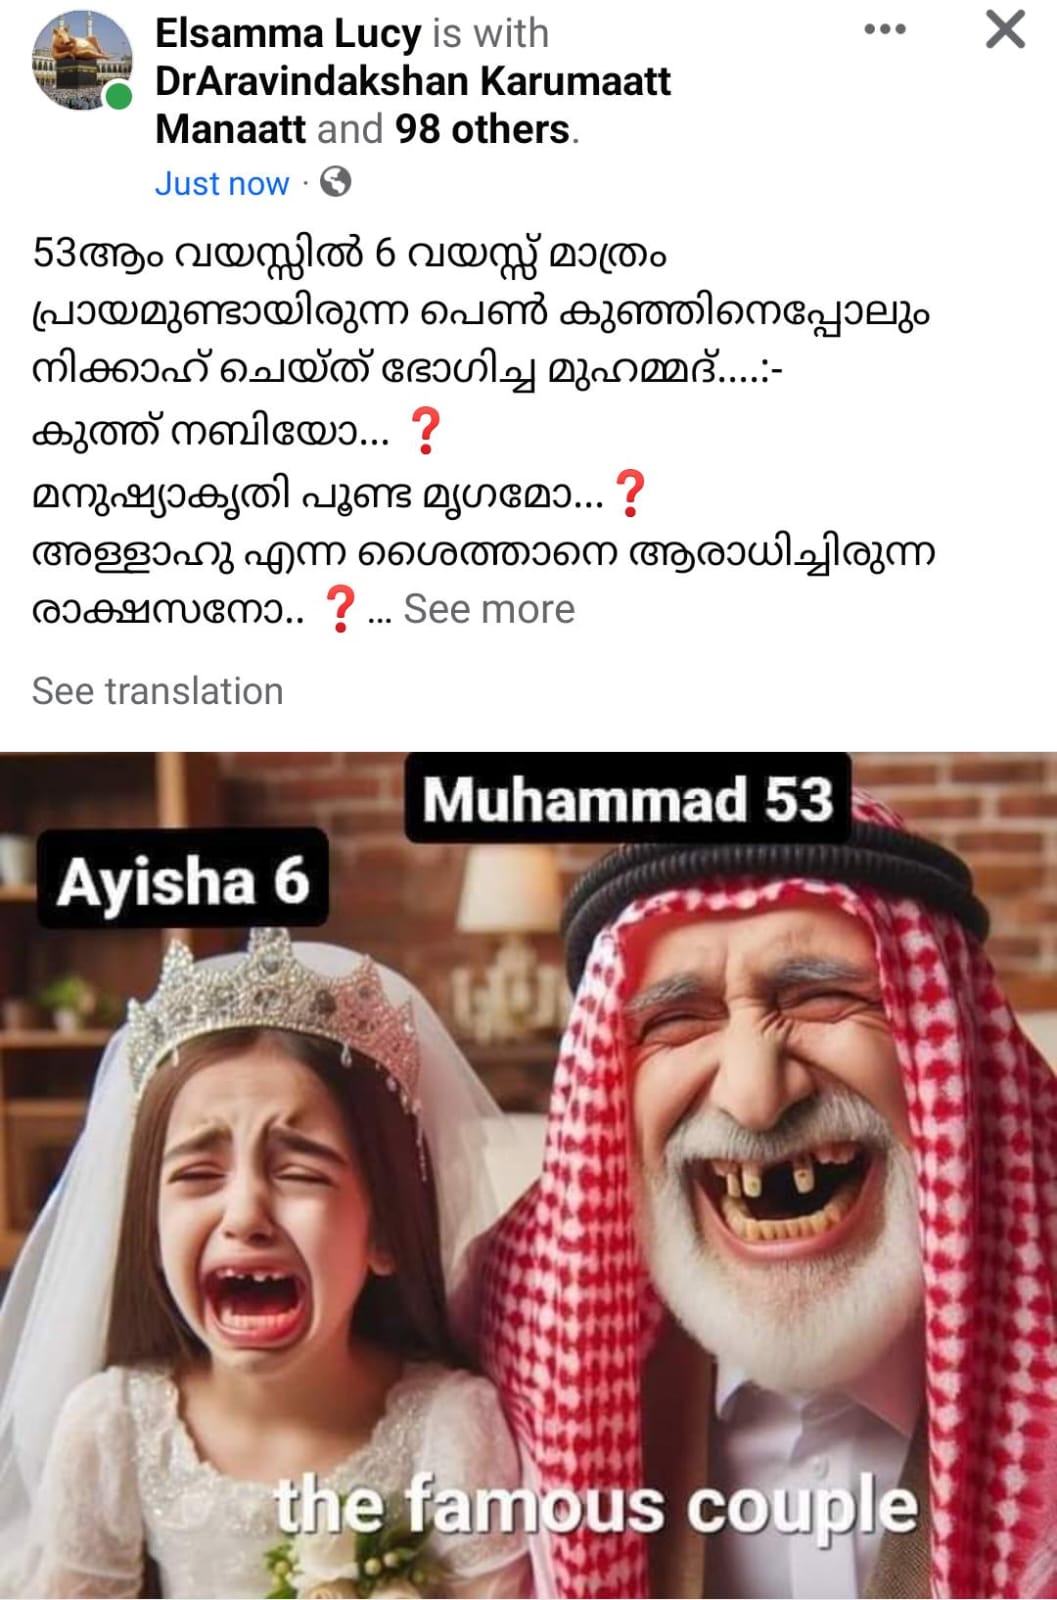 Elsamma Lucy is with
DrAravindakshan Karumaatt
Manaatt and 98 others.
Just now ·
53ആം വയസ്സിൽ 6 വയസ്സ് മാത്രം
പ്രായമുണ്ടായിരുന്ന പെൺ കുഞ്ഞിനെപ്പോലും
നിക്കാഹ് ചെയ്ത് ഭോഗിച്ച മുഹമ്മദ്....:-
കുത്ത് നബിയോ... ❓
മനുഷ്യാകൃതി പൂണ്ട മൃഗമോ...❓
അള്ളാഹു എന്ന ശൈത്താനെ ആരാധിച്ചിരുന്ന
രാക്ഷസനോ.. ❓... See more
See translation
Muhammad 53
Ayisha 6
the famous couple